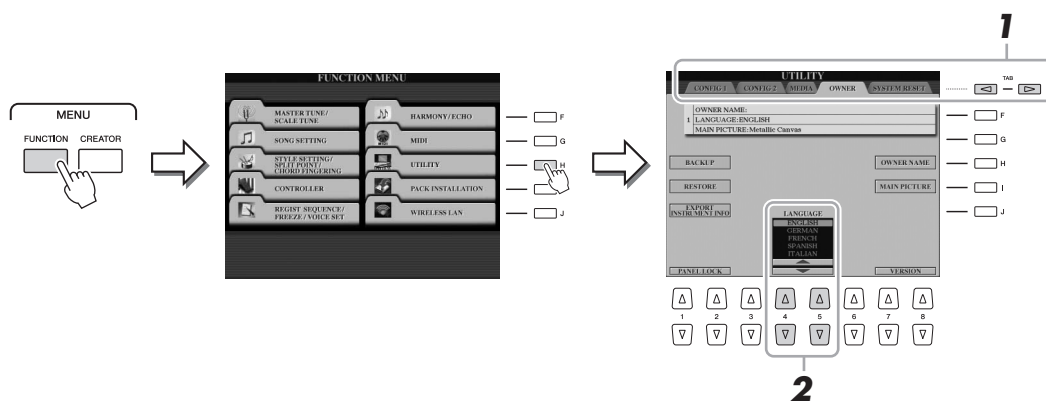 MENU
FUNCTION CREATOR
FUNCTION MENU
MASTER TUNE/
SCALE TUNE
SONG SETTING
STYLE SETTING/
SPLIT POINT/
CHORD FINGERING
CONTROLLER
REGIST SEQUENCE/
FREEZE / VOICE SET
HARMONY/ECHO
MIDI
UTILITY
PACK INSTALLATION
WIRELESS LAN
F
G
H
J
1
UTILITY
CONFIG 1 CONFIG 2 MEDIA OWNER SYSTEM RESET
TAB
OWNER NAME:
1 LANGUAGE:ENGLISH
MAIN PICTURE:Metallic Canvas
BACKUP
RESTORE
EXPORT
INSTRUMENT INFO
PANEL LOCK
LANGUAGE
ENGLISH
GERMAN
FRENCH
SPANISH
ITALIAN
OWNER NAME
MAIN PICTURE
VERSION
F
G
H
I
J
1 2 3 4 5 6 7 8
2